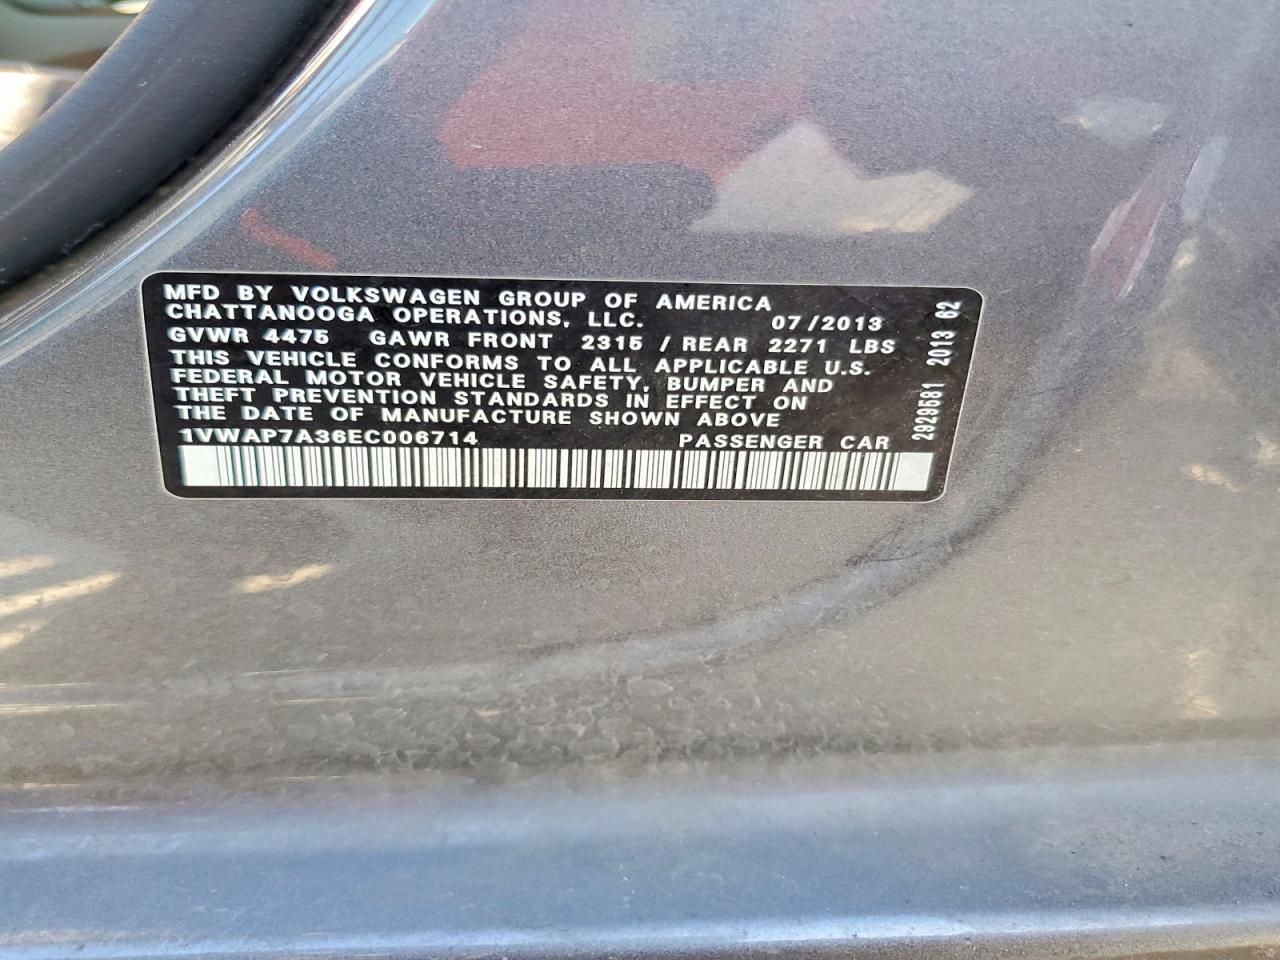 MFD BY VOLKSWAGEN GROUP OF AMERICA
CHATTANOOGA OPERATIONS, LLC. 07/2013
GVWR 4475 GAWR FRONT 2315 / REAR 2271 LBS
THIS VEHICLE CONFORMS TO ALL APPLICABLE U.S.
FEDERAL MOTOR VEHICLE SAFETY, BUMPER AND
THEFT PREVENTION STANDARDS IN EFFECT ON
THE DATE OF MANUFACTURE SHOWN ABOVE
1VWAP7A36EC006714 PASSENGER CAR
2929581 2013 62